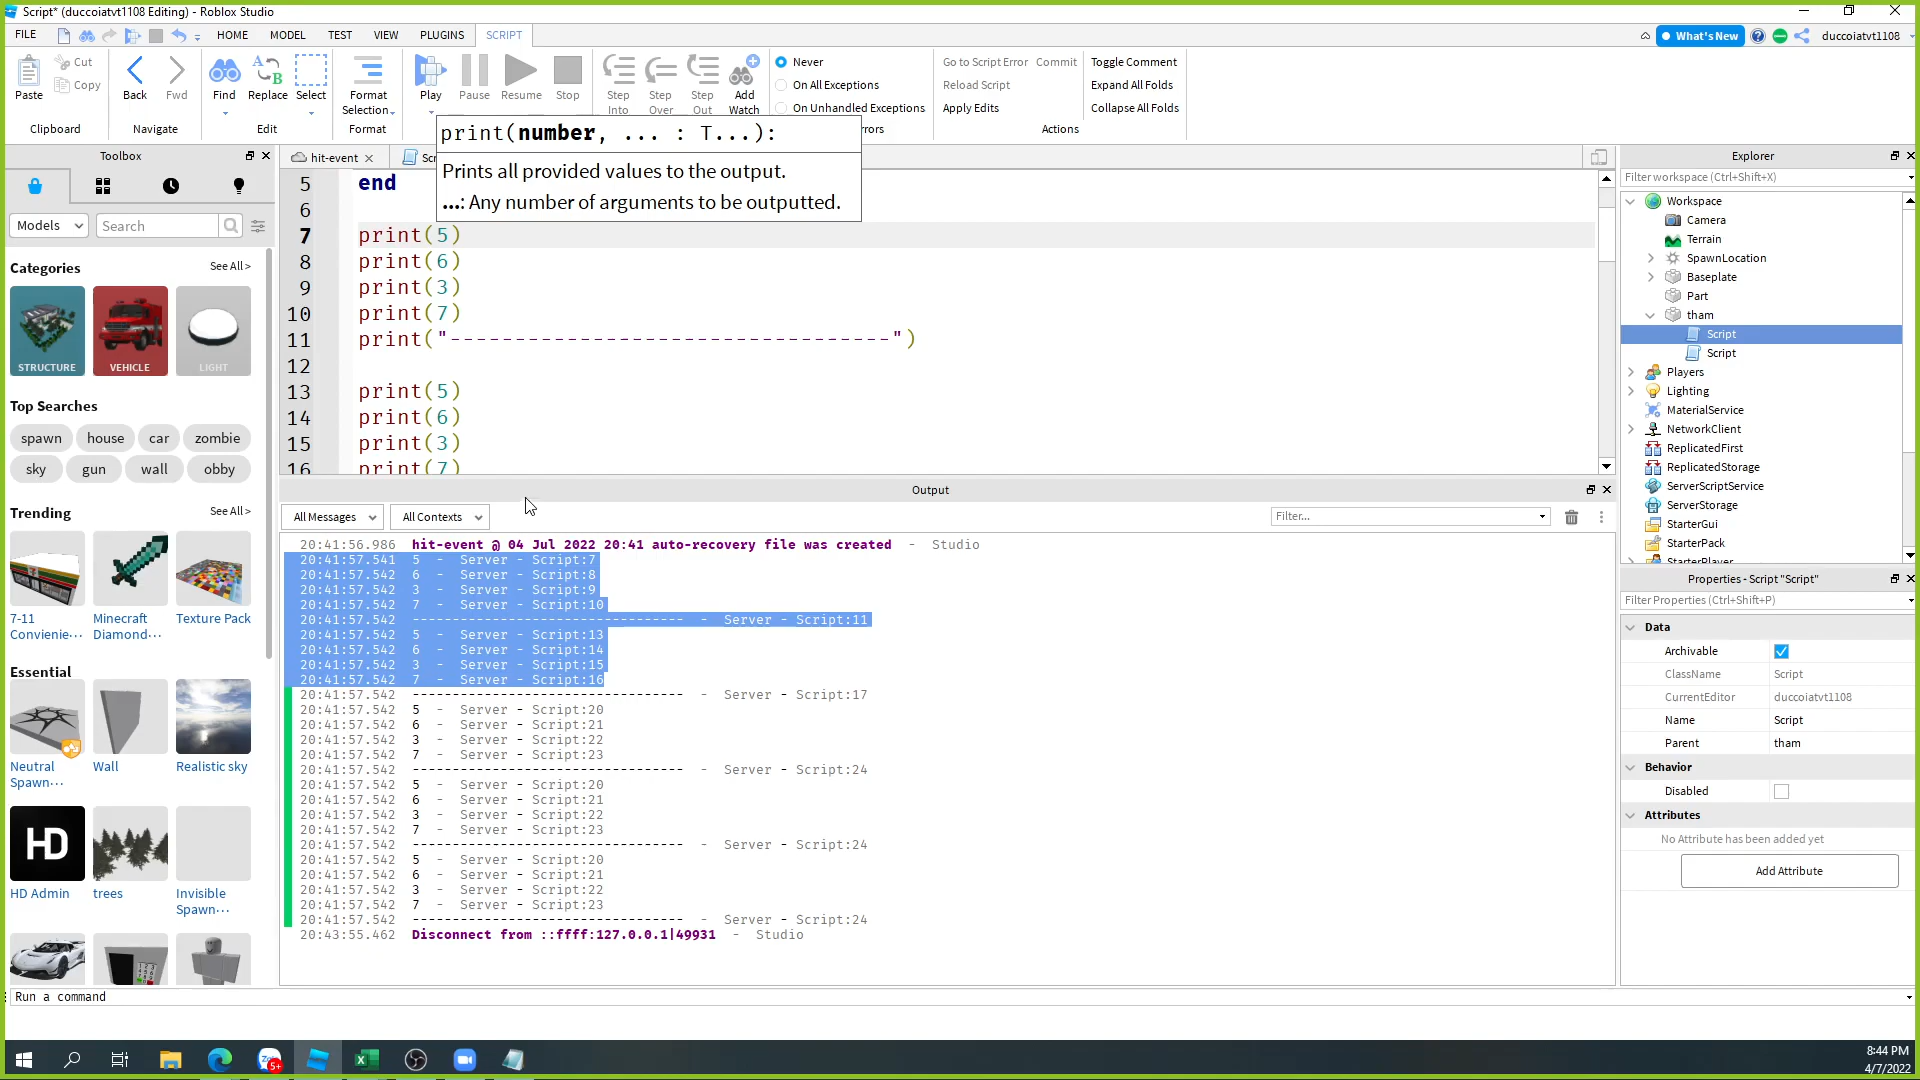 Script* (duccoiatvt1108 Editing) - Roblox Studio
FILE HOME MODEL TEST VIEW PLUGINS SCRIPT What's New duccoiatvt1108
Paste Cut Copy Back Fwd Find Replace Select Format Selection Play Pause Resume Stop Step Into Step Over Step Out Add Watch
Never Go to Script Error Commit Toggle Comment
On All Exceptions Reload Script Expand All Folds
On Unhandled Exceptions Apply Edits Collapse All Folds
Clipboard Navigate Edit Format rors Actions
print(number, ... : T...):
Prints all provided values to the output.
...: Any number of arguments to be outputted.
Toolbox
Models Search
Categories See All >
STRUCTURE VEHICLE LIGHT
Top Searches
spawn house car zombie
sky gun wall obby
Trending See All >
7-11 Convienie... Minecraft Diamond... Texture Pack
Essential
Neutral Spawn... Wall Realistic sky
HD
HD Admin trees Invisible Spawn...
hit-event Scr
5 end
6
7 print(5)
8 print(6)
9 print(3)
10 print(7)
11 print("----------------------------------")
12
13 print(5)
14 print(6)
15 print(3)
16 print(7)
Output
All Messages All Contexts Filter...
20:41:56.986 hit-event @ 04 Jul 2022 20:41 auto-recovery file was created - Studio
20:41:57.541 5 - Server - Script:7
20:41:57.542 6 - Server - Script:8
20:41:57.542 3 - Server - Script:9
20:41:57.542 7 - Server - Script:10
20:41:57.542 ---------------------------------- - Server - Script:11
20:41:57.542 5 - Server - Script:13
20:41:57.542 6 - Server - Script:14
20:41:57.542 3 - Server - Script:15
20:41:57.542 7 - Server - Script:16
20:41:57.542 ---------------------------------- - Server - Script:17
20:41:57.542 5 - Server - Script:20
20:41:57.542 6 - Server - Script:21
20:41:57.542 3 - Server - Script:22
20:41:57.542 7 - Server - Script:23
20:41:57.542 ---------------------------------- - Server - Script:24
20:41:57.542 5 - Server - Script:20
20:41:57.542 6 - Server - Script:21
20:41:57.542 3 - Server - Script:22
20:41:57.542 7 - Server - Script:23
20:41:57.542 ---------------------------------- - Server - Script:24
20:41:57.542 5 - Server - Script:20
20:41:57.542 6 - Server - Script:21
20:41:57.542 3 - Server - Script:22
20:41:57.542 7 - Server - Script:23
20:41:57.542 ---------------------------------- - Server - Script:24
20:43:55.462 Disconnect from ::ffff:127.0.0.1|49931 - Studio
Explorer
Filter workspace (Ctrl+Shift+X)
Workspace
Camera
Terrain
SpawnLocation
Baseplate
Part
tham
Script
Script
Players
Lighting
MaterialService
NetworkClient
ReplicatedFirst
ReplicatedStorage
ServerScriptService
ServerStorage
StarterGui
StarterPack
StarterPlayer
Properties - Script "Script"
Filter Properties (Ctrl+Shift+P)
Data
Archivable
ClassName Script
CurrentEditor duccoiatvt1108
Name Script
Parent tham
Behavior
Disabled
Attributes
No Attribute has been added yet
Add Attribute
Run a command
5+
8:44 PM
4/7/2022